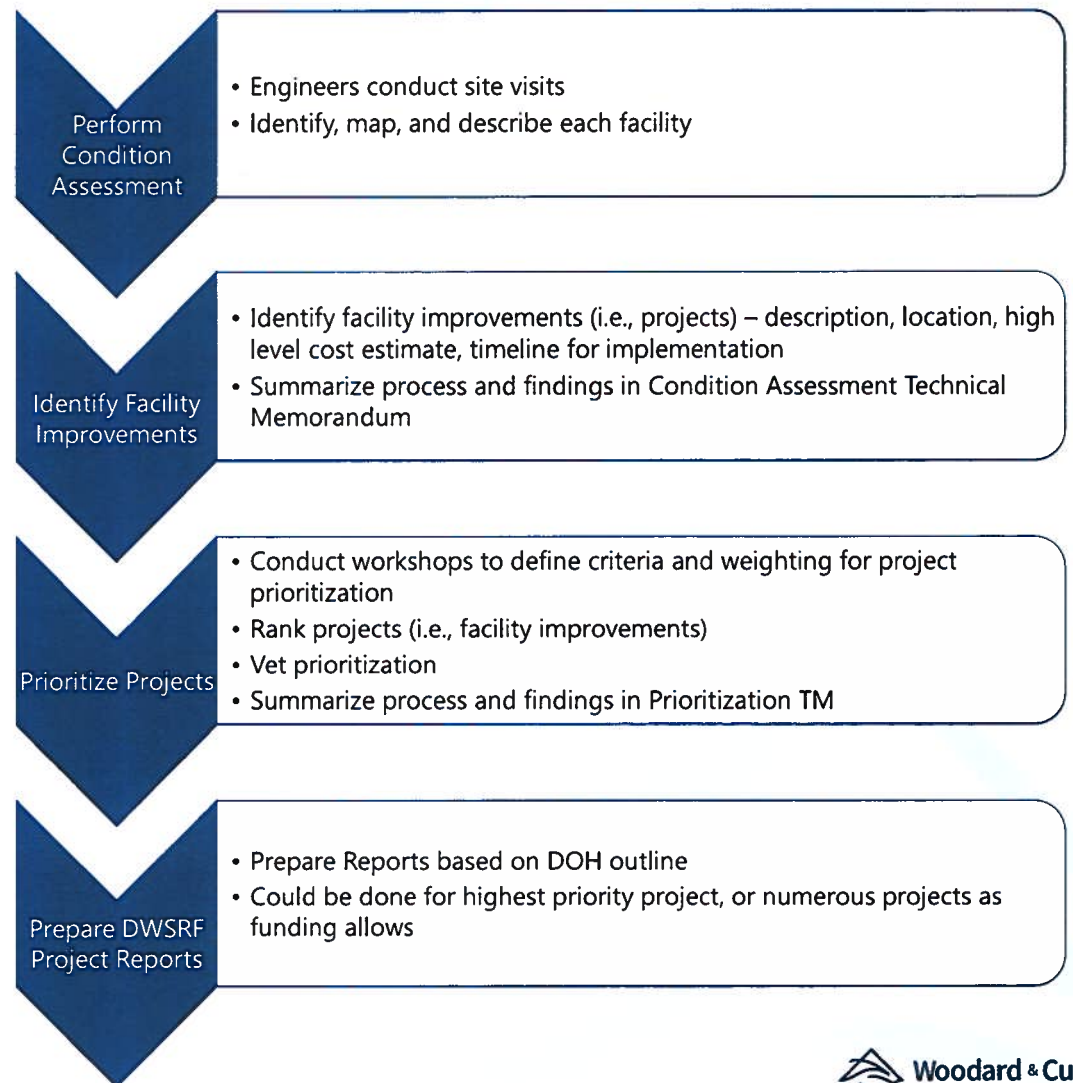 Perform
Condition
Assessment
• Engineers conduct site visits
• Identify, map, and describe each facility
Identify Facility
Improvements
• Identify facility improvements (i.e., projects) – description, location, high
level cost estimate, timeline for implementation
• Summarize process and findings in Condition Assessment Technical
Memorandum
Prioritize Projects
• Conduct workshops to define criteria and weighting for project
prioritization
• Rank projects (i.e., facility improvements)
• Vet prioritization
• Summarize process and findings in Prioritization TM
Prepare DWSRF
Project Reports
• Prepare Reports based on DOH outline
• Could be done for highest priority project, or numerous projects as
funding allows
Woodard & Cu